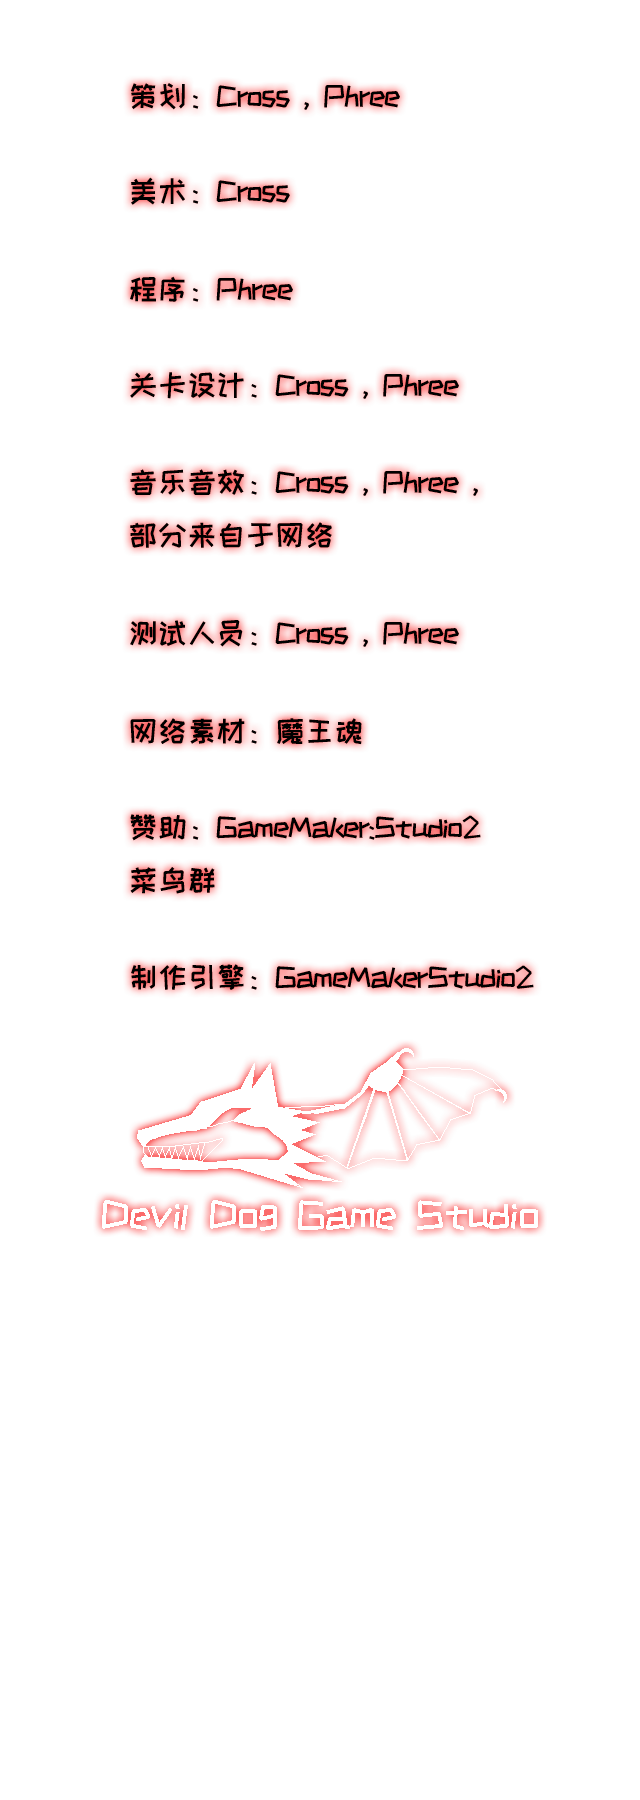 策划：Cross，Phree
美术：Cross
程序：Phree
关卡设计：Cross，Phree
音乐音效：Cross，Phree，
部分来自于网络
测试人员：Cross，Phree
网络素材：魔王魂
赞助：GameMaker:Studio2
菜鸟群
制作引擎：GameMakerStudio2
Devil Dog Game Studio